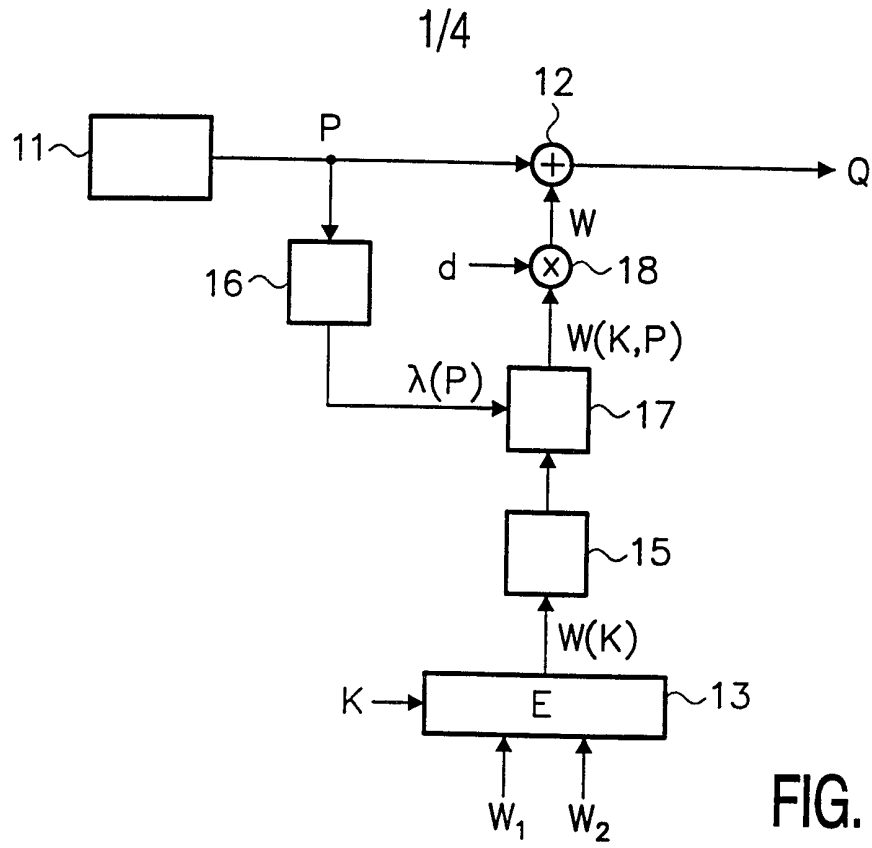 1/4
12
P
11
+
Q
W
16
d
x
18
W(K,P)
λ(P)
17
15
W(K)
K
E
13
W₁
W₂
FIG.